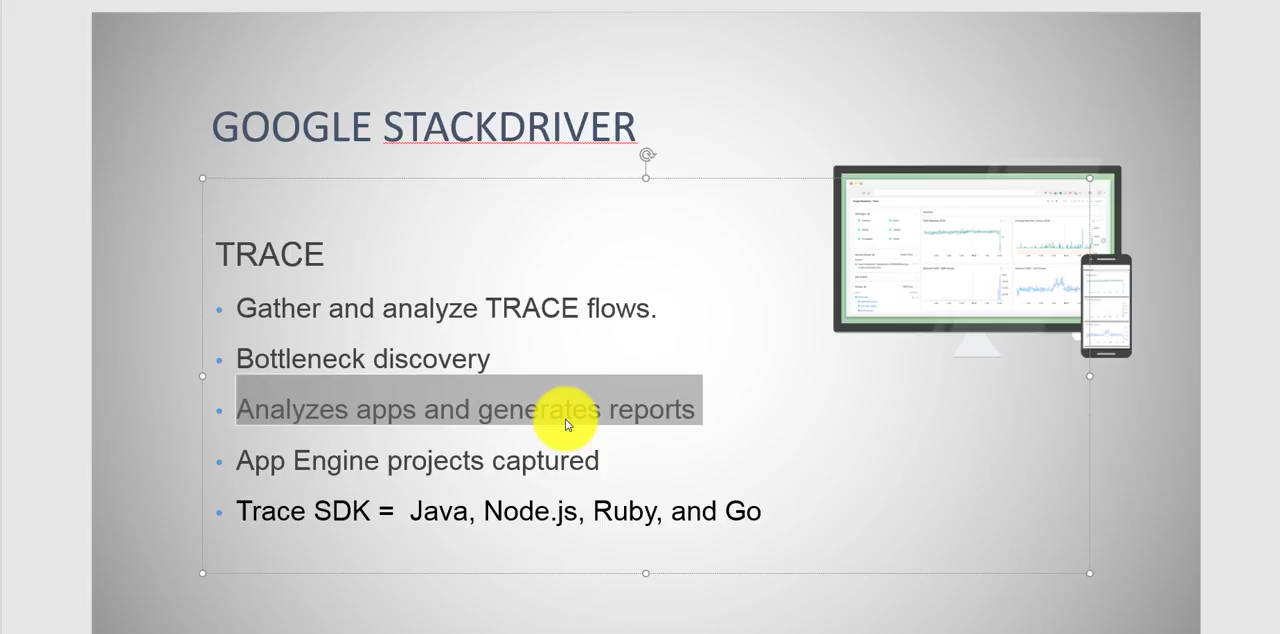 GOOGLE STACKDRIVER
TRACE
• Gather and analyze TRACE flows.
• Bottleneck discovery
• Analyzes apps and generates reports
• App Engine projects captured
• Trace SDK = Java, Node.js, Ruby, and Go